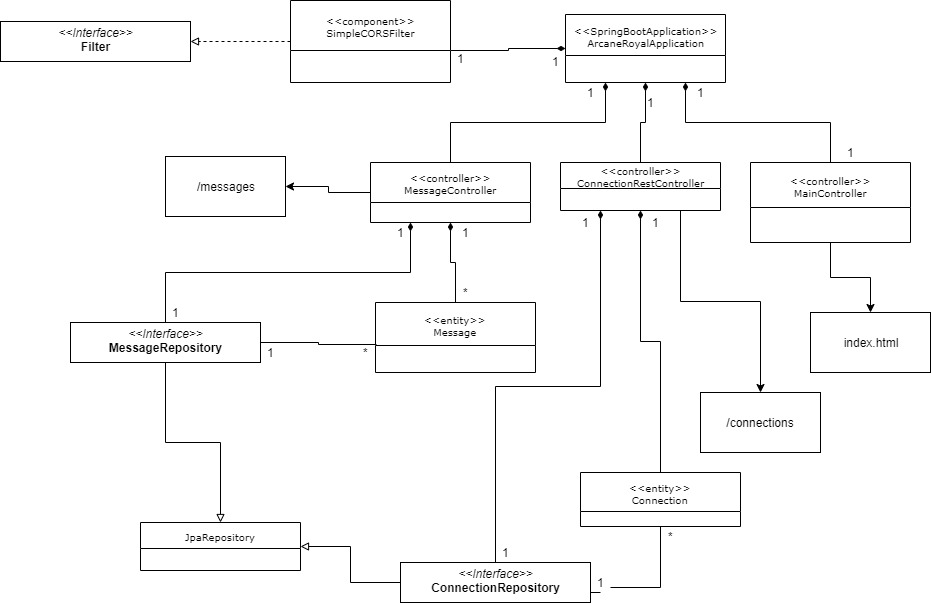 <<Interface>>
Filter
<<component>>
SimpleCORSFilter
1
<<SpringBootApplication>>
ArcaneRoyalApplication
1
1
1
1
/messages
<<controller>>
MessageController
<<controller>>
ConnectionRestController
1
<<controller>>
MainController
1
1
1
1
*
1
<<Interface>>
MessageRepository
1
<<entity>>
Message
*
index.html
/connections
<<entity>>
Connection
*
JpaRepository
1
<<Interface>>
ConnectionRepository
1